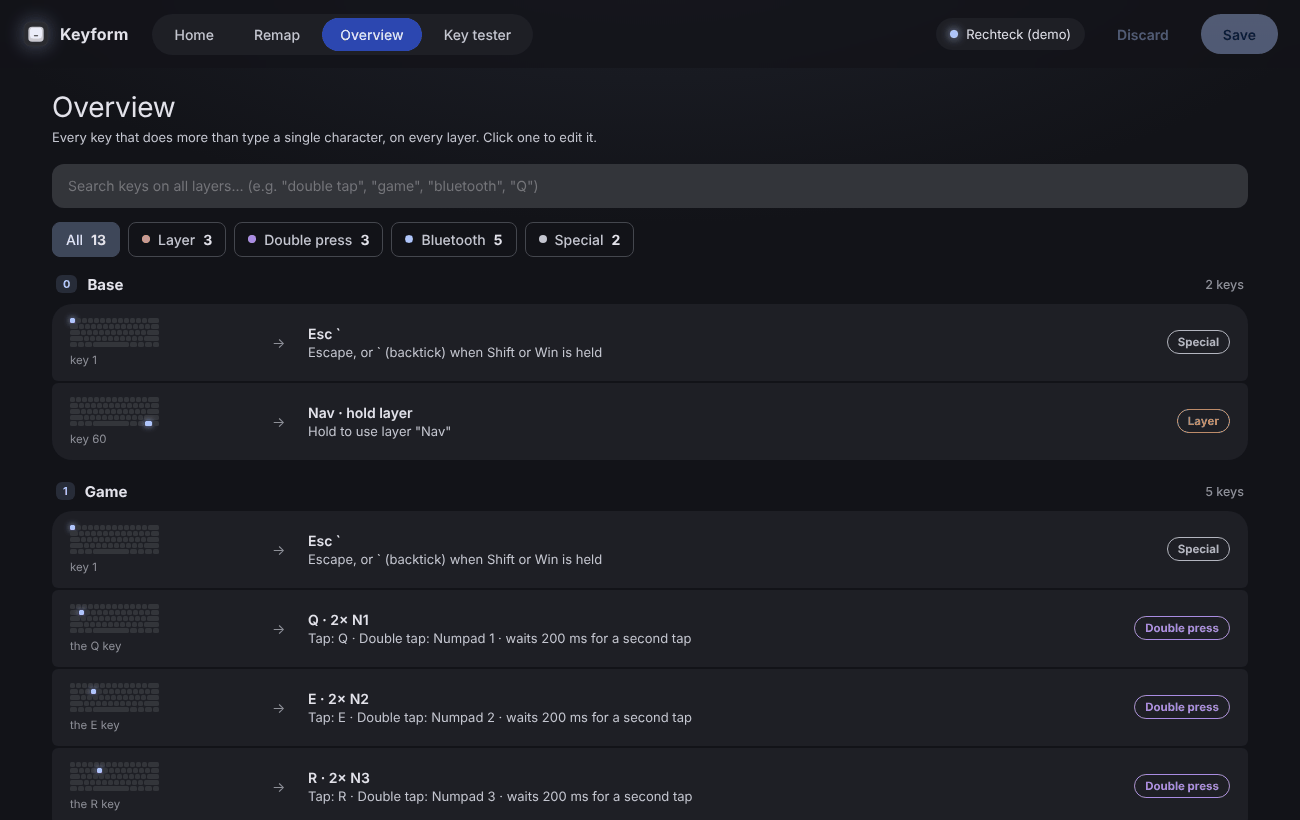 Keyform
Home
Remap
Overview
Key tester
Rechteck (demo)
Discard
Save
Overview
Every key that does more than type a single character, on every layer. Click one to edit it.
Search keys on all layers... (e.g. "double tap", "game", "bluetooth", "Q")
All 13
Layer 3
Double press 3
Bluetooth 5
Special 2
0 Base
2 keys
key 1
→
Esc `
Escape, or ` (backtick) when Shift or Win is held
Special
key 60
→
Nav · hold layer
Hold to use layer "Nav"
Layer
1 Game
5 keys
key 1
→
Esc `
Escape, or ` (backtick) when Shift or Win is held
Special
the Q key
→
Q · 2× N1
Tap: Q · Double tap: Numpad 1 · waits 200 ms for a second tap
Double press
the E key
→
E · 2× N2
Tap: E · Double tap: Numpad 2 · waits 200 ms for a second tap
Double press
the R key
→
R · 2× N3
Tap: R · Double tap: Numpad 3 · waits 200 ms for a second tap
Double press